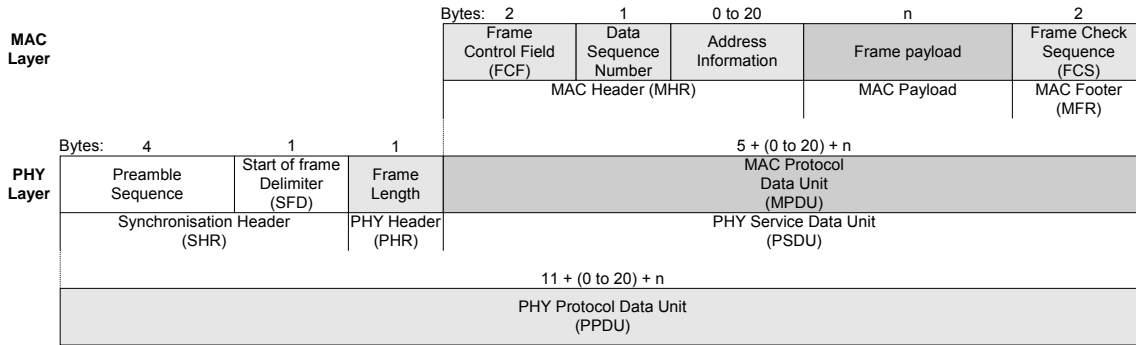 Bytes: 2 1 0 to 20 n 2
MAC
Layer
Frame
Control Field
(FCF)
Data
Sequence
Number
Address
Information
Frame payload
Frame Check
Sequence
(FCS)
MAC Header (MHR)
MAC Payload
MAC Footer
(MFR)
Bytes: 4 1 1 5 + (0 to 20) + n
PHY
Layer
Preamble
Sequence
Start of frame
Delimiter
(SFD)
Frame
Length
MAC Protocol
Data Unit
(MPDU)
Synchronisation Header
(SHR)
PHY Header
(PHR)
PHY Service Data Unit
(PSDU)
11 + (0 to 20) + n
PHY Protocol Data Unit
(PPDU)